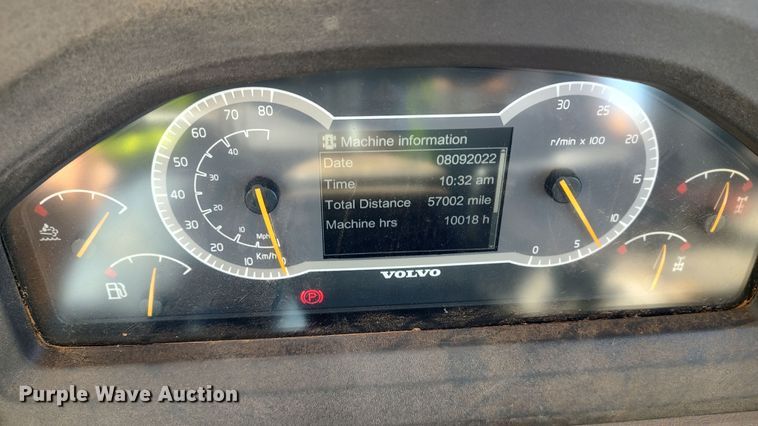 Machine information
Date 08092022
Time 10:32 am
Total Distance 57002 mile
Machine hrs 10018 h
80
70
60
50
40
30
20
10
0
40
30
20
10
Mph
Km/h
30
25
20
15
10
5
0
r/min x 100
VOLVO
P
Purple Wave Auction